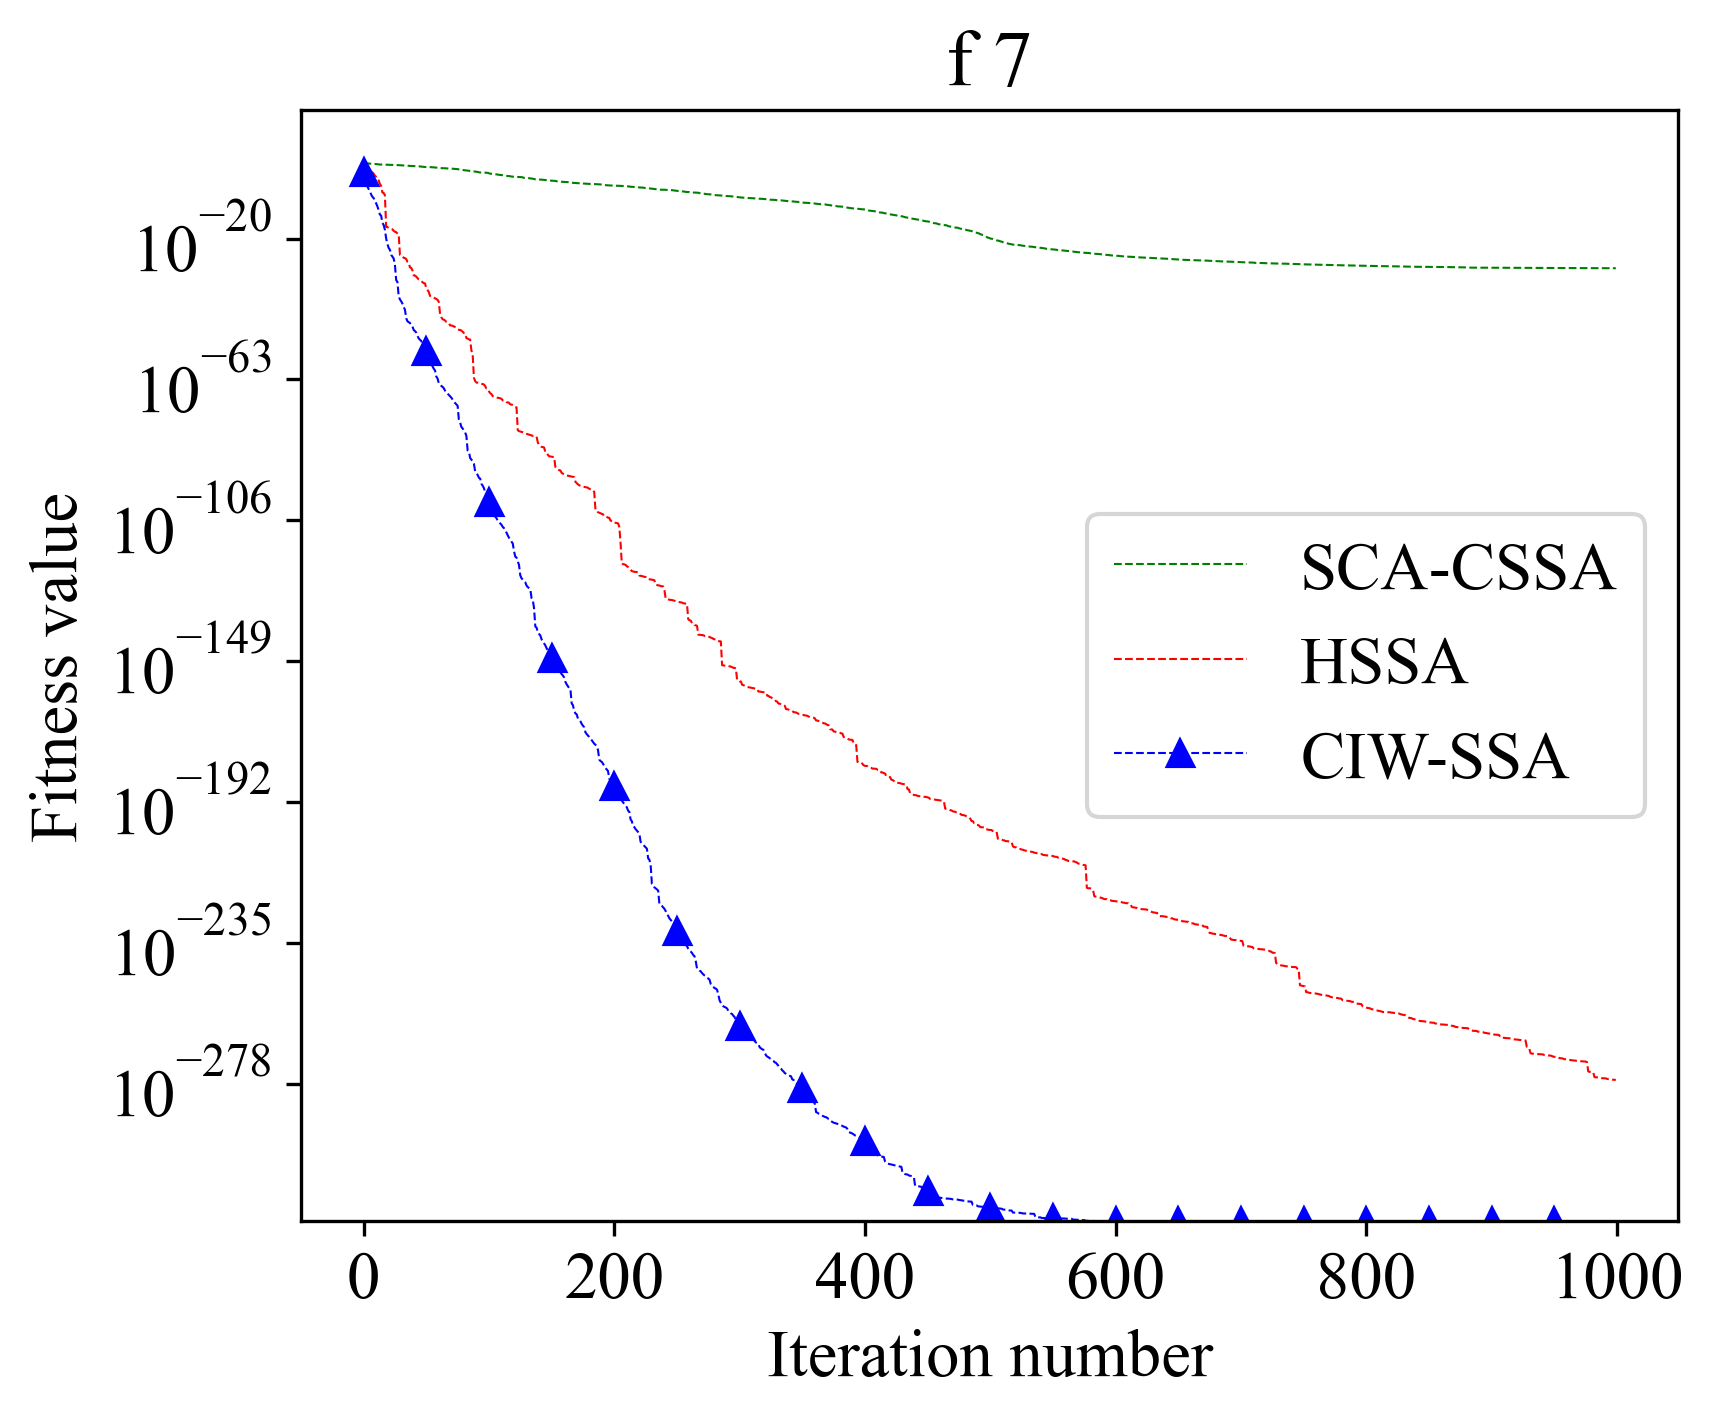 f 7
Fitness value
10^−20
10^−63
10^−106
10^−149
10^−192
10^−235
10^−278
SCA-CSSA
HSSA
CIW-SSA
0 200 400 600 800 1000
Iteration number